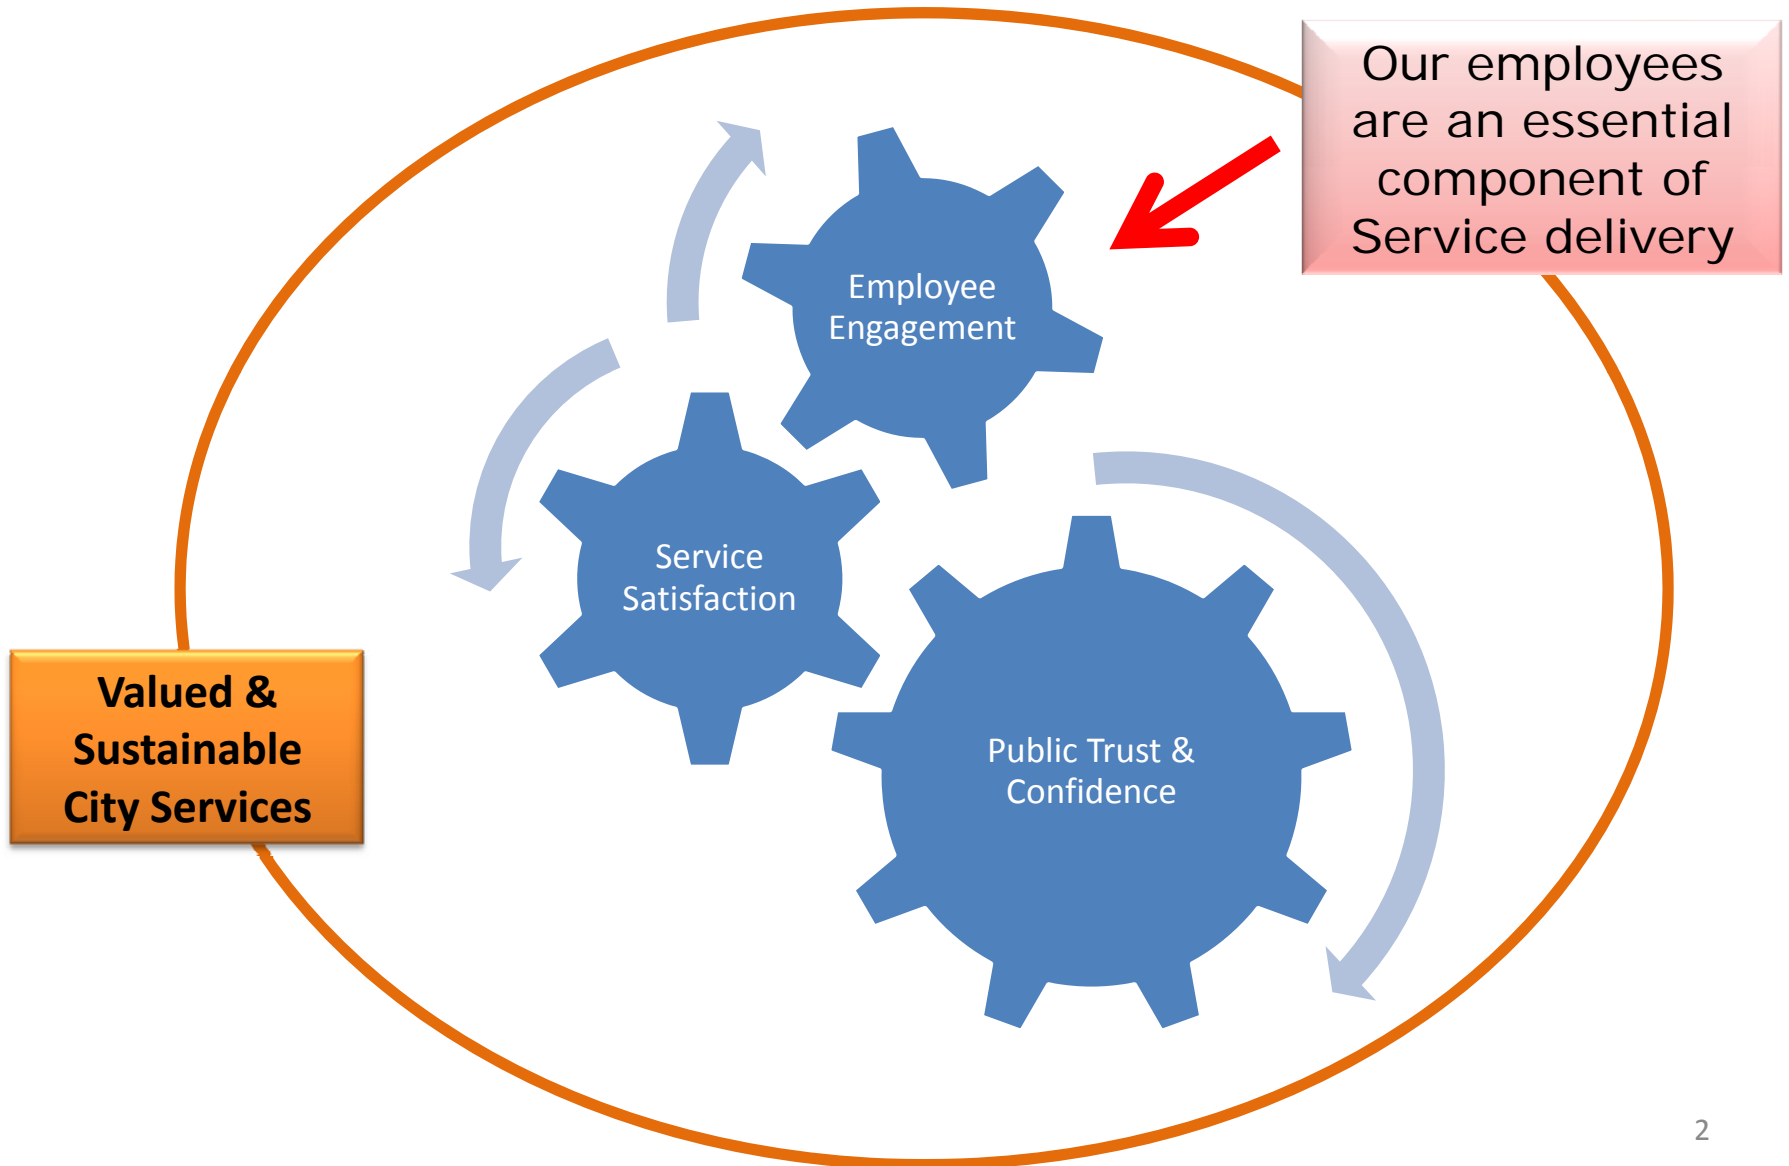 Our employees
are an essential
component of
Service delivery
Employee
Engagement
Service
Satisfaction
Valued &
Sustainable
City Services
Public Trust &
Confidence
2